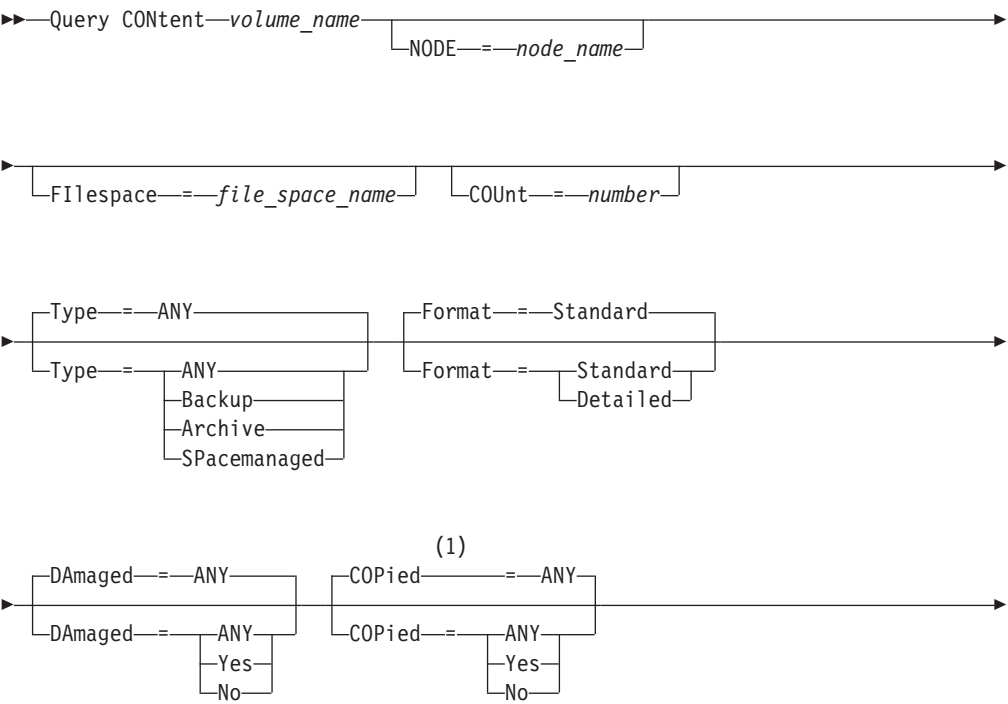 Query CONtent volume_name
NODE = node_name
FIlespace = file_space_name COUnt = number
Type = ANY Format = Standard
Type = ANY Format = Standard
Backup Detailed
Archive
SPacemanaged
(1)
DAmaged = ANY COPied = ANY
DAmaged = ANY COPied = ANY
Yes Yes
No No